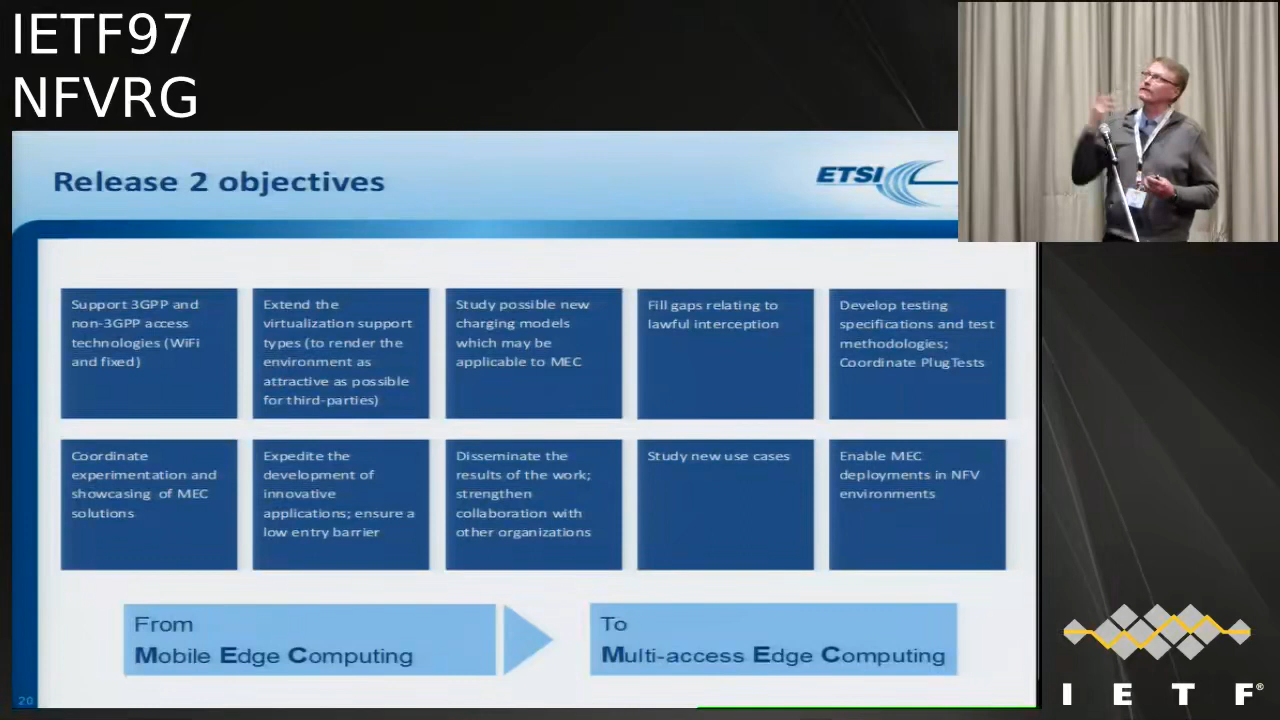 IETF97
NFVRG
Release 2 objectives
ETSI
Support 3GPP and
non-3GPP access
technologies (WiFi
and fixed)
Extend the
virtualization support
types (to render the
environment as
attractive as possible
for third-parties)
Study possible new
charging models
which may be
applicable to MEC
Fill gaps relating to
lawful interception
Develop testing
specifications and test
methodologies;
Coordinate PlugTests
Coordinate
experimentation and
showcasing of MEC
solutions
Expedite the
development of
innovative
applications; ensure a
low entry barrier
Disseminate the
results of the work;
strengthen
collaboration with
other organizations
Study new use cases
Enable MEC
deployments in NFV
environments
From
Mobile Edge Computing
To
Multi-access Edge Computing
20
I E T F®